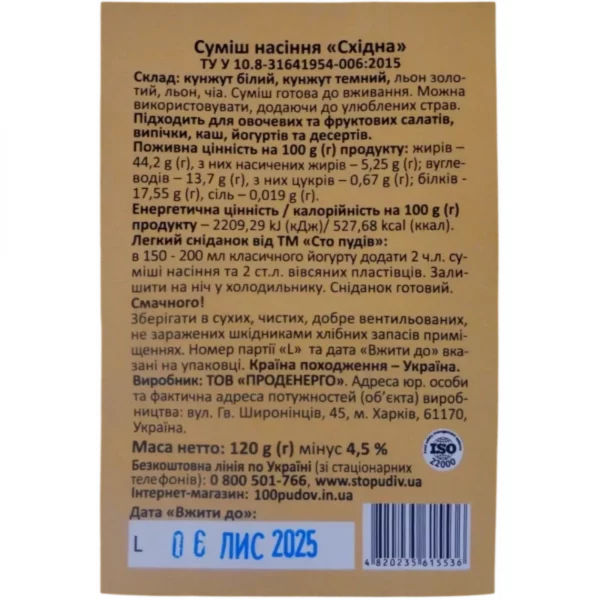 Суміш насіння «Східна»
ТУ У 10.8-31641954-006:2015
Склад: кунжут білий, кунжут темний, льон золо-
тий, льон, чіа. Суміш готова до вживання. Можна
використовувати, додаючи до улюблених страв.
Підходить для овочевих та фруктових салатів,
випічки, каш, йогуртів та десертів.
Поживна цінність на 100 g (г) продукту: жирів –
44,2 g (г), з них насичених жирів – 5,25 g (г); вугле-
водів – 13,7 g (г), з них цукрів – 0,67 g (г); білків -
17,55 g (г), сіль – 0,019 g (г).
Енергетична цінність / калорійність на 100 g (г)
продукту – 2209,29 kJ (кДж)/ 527,68 kcal (ккал).
Легкий сніданок від ТМ «Сто пудів»:
в 150 - 200 мл класичного йогурту додати 2 ч.л. су-
міші насіння та 2 ст.л. вівсяних пластівців. Зали-
шити на ніч у холодильнику. Сніданок готовий.
Смачного!
Зберігати в сухих, чистих, добре вентильованих,
не заражених шкідниками хлібних запасів примі-
щеннях. Номер партії «L» та дата «Вжити до» вка-
зані на упаковці. Країна походження – Україна.
Виробник: ТОВ «ПРОДЕНЕРГО». Адреса юр. особи
та фактична адреса потужностей (об’єкта) вироб-
ництва: вул. Гв. Широнінців, 45, м. Харків, 61170,
Україна.
Маса нетто: 120 g (г) мінус 4,5 %
Безкоштовна лінія по Україні (зі стаціонарних
телефонів): 0 800 501-766, www.stopudiv.com
Інтернет-магазин: 100pudov.in.ua
ISO
22000
Дата «Вжити до»:
L 0 Є ЛИС 2025
4 820235 615536